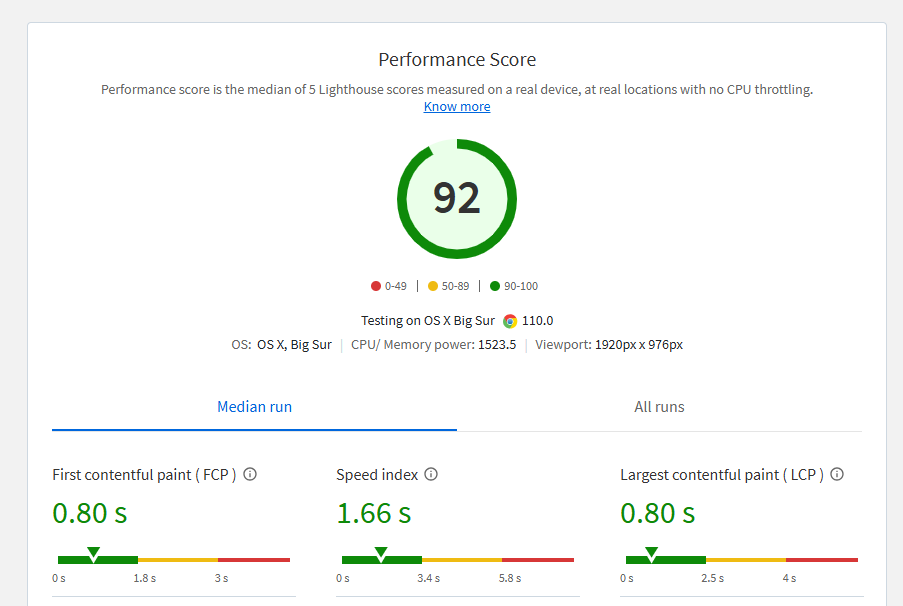 Performance Score
Performance score is the median of 5 Lighthouse scores measured on a real device, at real locations with no CPU throttling.
Know more
92
0-49 | 50-89 | 90-100
Testing on OS X Big Sur 110.0
OS: OS X, Big Sur | CPU/ Memory power: 1523.5 | Viewport: 1920px x 976px
Median run All runs
First contentful paint ( FCP ) Speed index Largest contentful paint ( LCP )
0.80 s 1.66 s 0.80 s
0 s 1.8 s 3 s 0 s 3.4 s 5.8 s 0 s 2.5 s 4 s